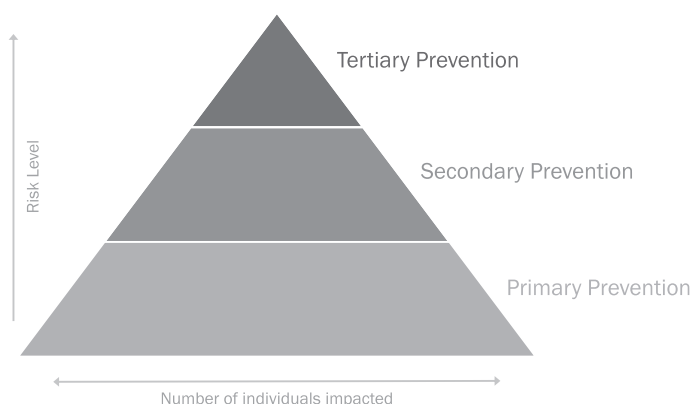 Tertiary Prevention
Secondary Prevention
Risk Level
Primary Prevention
Number of individuals impacted